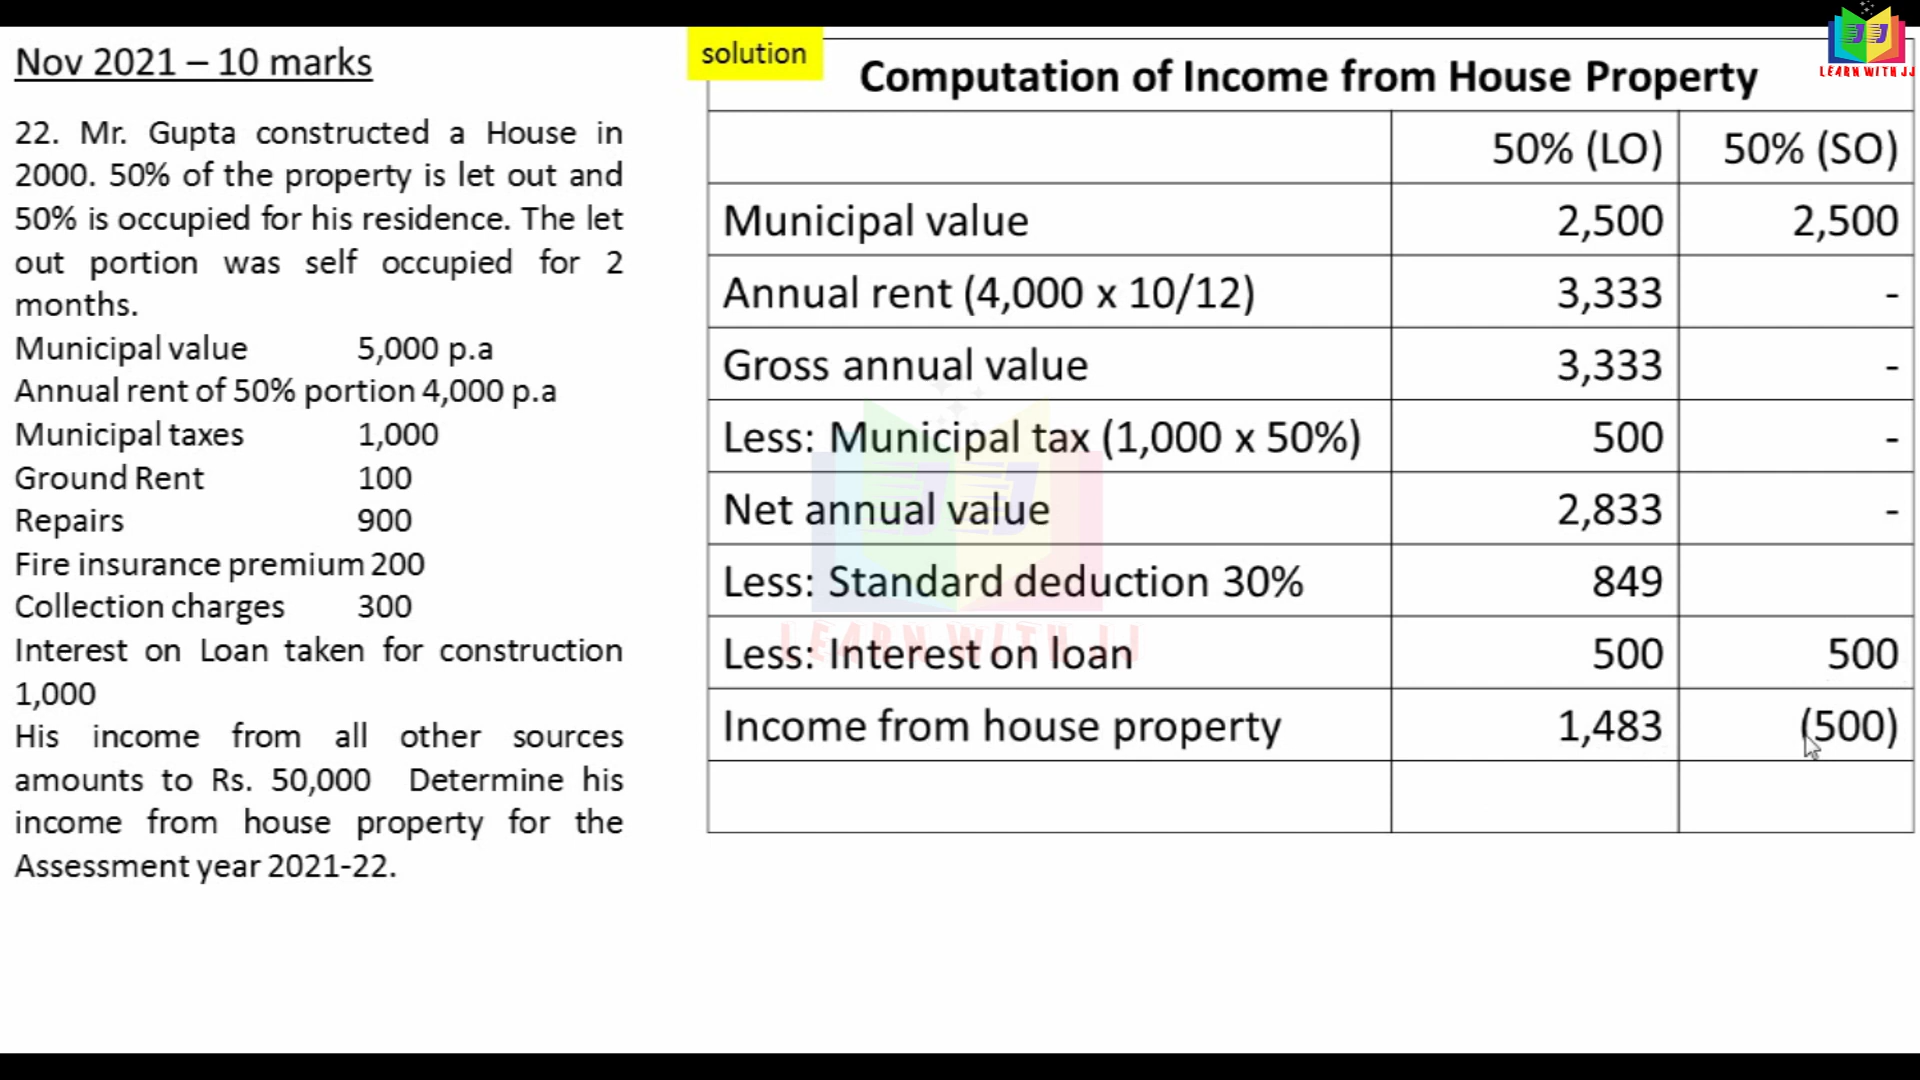 Nov 2021 – 10 marks
22. Mr. Gupta constructed a House in
2000. 50% of the property is let out and
50% is occupied for his residence. The let
out portion was self occupied for 2
months.
Municipal value 5,000 p.a
Annual rent of 50% portion 4,000 p.a
Municipal taxes 1,000
Ground Rent 100
Repairs 900
Fire insurance premium 200
Collection charges 300
Interest on Loan taken for construction
1,000
His income from all other sources
amounts to Rs. 50,000 Determine his
income from house property for the
Assessment year 2021-22.
solution
Computation of Income from House Property
50% (LO) 50% (SO)
Municipal value 2,500 2,500
Annual rent (4,000 x 10/12) 3,333 -
Gross annual value 3,333 -
Less: Municipal tax (1,000 x 50%) 500 -
Net annual value 2,833 -
Less: Standard deduction 30% 849
Less: Interest on loan 500 500
Income from house property 1,483 (500)
LEARN WITH JJ
JJ
LEARN WITH JJ